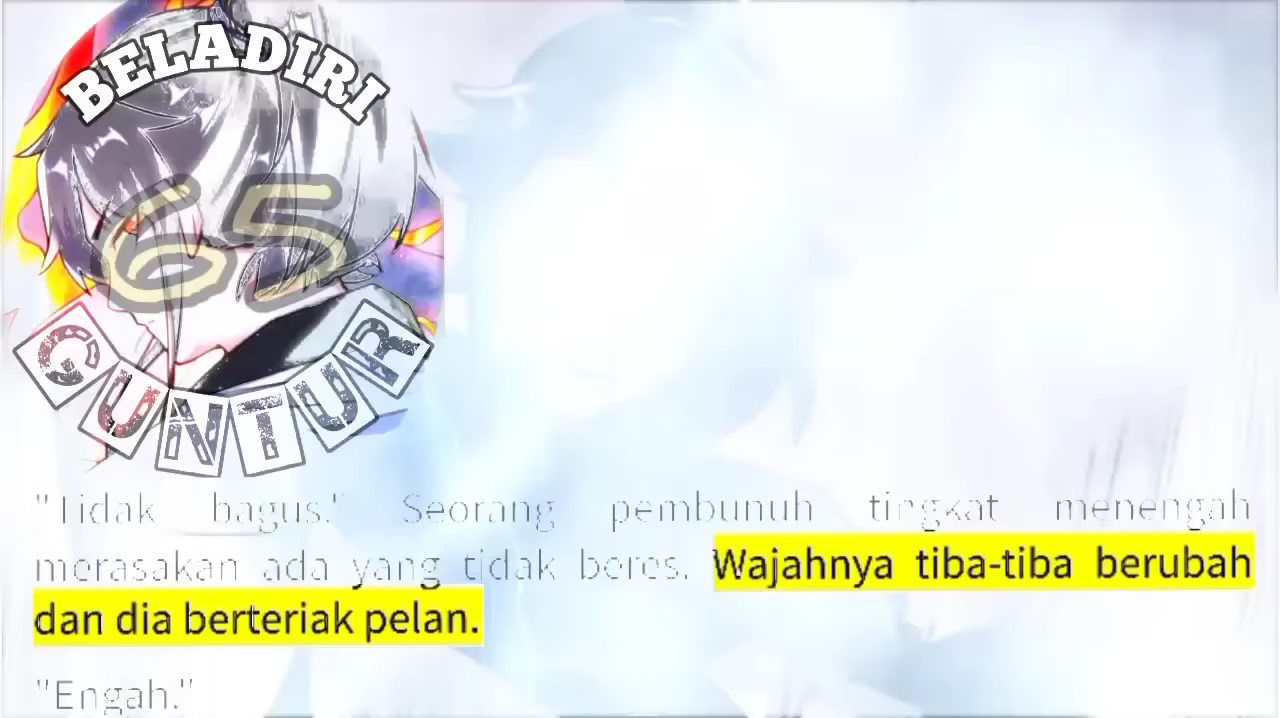 BELADIRI
65
GUNTUR
"Tidak bagus." Seorang pembunuh tingkat menengah
merasakan ada yang tidak beres. Wajahnya tiba-tiba berubah
dan dia berteriak pelan.
"Engah."